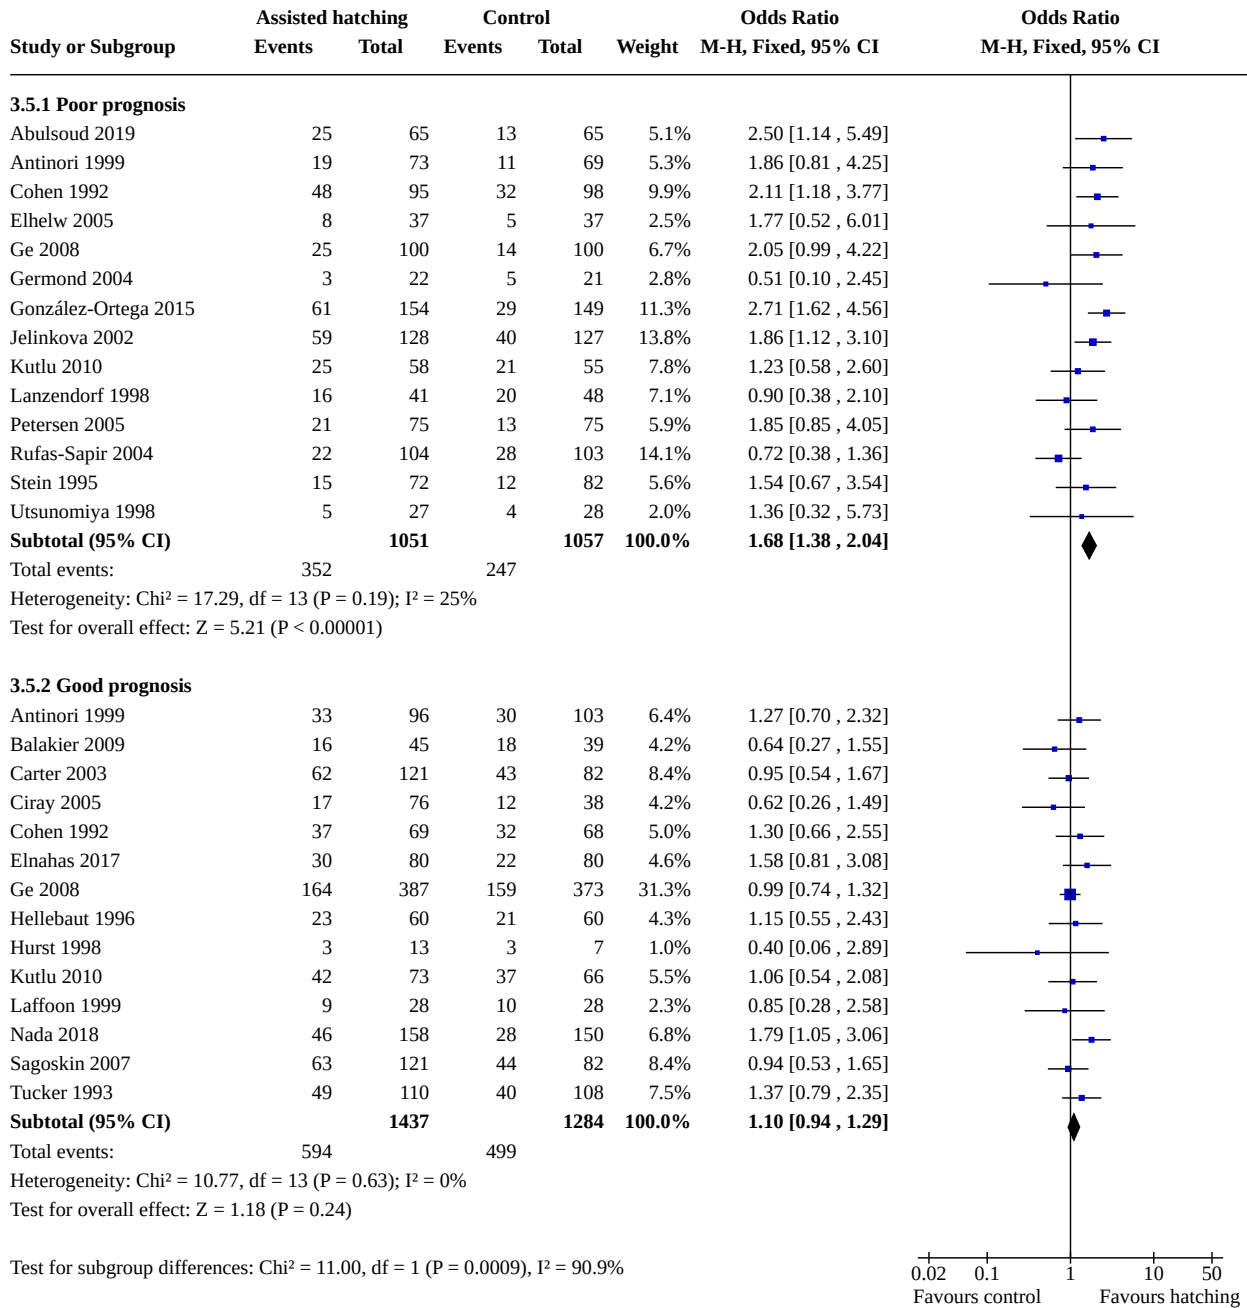 Assisted hatching Control Odds Ratio Odds Ratio
Study or Subgroup Events Total Events Total Weight M-H, Fixed, 95% CI M-H, Fixed, 95% CI
3.5.1 Poor prognosis
Abulsoud 2019 25 65 13 65 5.1% 2.50 [1.14 , 5.49]
Antinori 1999 19 73 11 69 5.3% 1.86 [0.81 , 4.25]
Cohen 1992 48 95 32 98 9.9% 2.11 [1.18 , 3.77]
Elhelw 2005 8 37 5 37 2.5% 1.77 [0.52 , 6.01]
Ge 2008 25 100 14 100 6.7% 2.05 [0.99 , 4.22]
Germond 2004 3 22 5 21 2.8% 0.51 [0.10 , 2.45]
González-Ortega 2015 61 154 29 149 11.3% 2.71 [1.62 , 4.56]
Jelinkova 2002 59 128 40 127 13.8% 1.86 [1.12 , 3.10]
Kutlu 2010 25 58 21 55 7.8% 1.23 [0.58 , 2.60]
Lanzendorf 1998 16 41 20 48 7.1% 0.90 [0.38 , 2.10]
Petersen 2005 21 75 13 75 5.9% 1.85 [0.85 , 4.05]
Rufas-Sapir 2004 22 104 28 103 14.1% 0.72 [0.38 , 1.36]
Stein 1995 15 72 12 82 5.6% 1.54 [0.67 , 3.54]
Utsunomiya 1998 5 27 4 28 2.0% 1.36 [0.32 , 5.73]
Subtotal (95% CI) 1051 1057 100.0% 1.68 [1.38 , 2.04]
Total events: 352 247
Heterogeneity: Chi² = 17.29, df = 13 (P = 0.19); I² = 25%
Test for overall effect: Z = 5.21 (P < 0.00001)
3.5.2 Good prognosis
Antinori 1999 33 96 30 103 6.4% 1.27 [0.70 , 2.32]
Balakier 2009 16 45 18 39 4.2% 0.64 [0.27 , 1.55]
Carter 2003 62 121 43 82 8.4% 0.95 [0.54 , 1.67]
Ciray 2005 17 76 12 38 4.2% 0.62 [0.26 , 1.49]
Cohen 1992 37 69 32 68 5.0% 1.30 [0.66 , 2.55]
Elnahas 2017 30 80 22 80 4.6% 1.58 [0.81 , 3.08]
Ge 2008 164 387 159 373 31.3% 0.99 [0.74 , 1.32]
Hellebaut 1996 23 60 21 60 4.3% 1.15 [0.55 , 2.43]
Hurst 1998 3 13 3 7 1.0% 0.40 [0.06 , 2.89]
Kutlu 2010 42 73 37 66 5.5% 1.06 [0.54 , 2.08]
Laffoon 1999 9 28 10 28 2.3% 0.85 [0.28 , 2.58]
Nada 2018 46 158 28 150 6.8% 1.79 [1.05 , 3.06]
Sagoskin 2007 63 121 44 82 8.4% 0.94 [0.53 , 1.65]
Tucker 1993 49 110 40 108 7.5% 1.37 [0.79 , 2.35]
Subtotal (95% CI) 1437 1284 100.0% 1.10 [0.94 , 1.29]
Total events: 594 499
Heterogeneity: Chi² = 10.77, df = 13 (P = 0.63); I² = 0%
Test for overall effect: Z = 1.18 (P = 0.24)
Test for subgroup differences: Chi² = 11.00, df = 1 (P = 0.0009), I² = 90.9%
0.02 0.1 1 10 50
Favours control Favours hatching